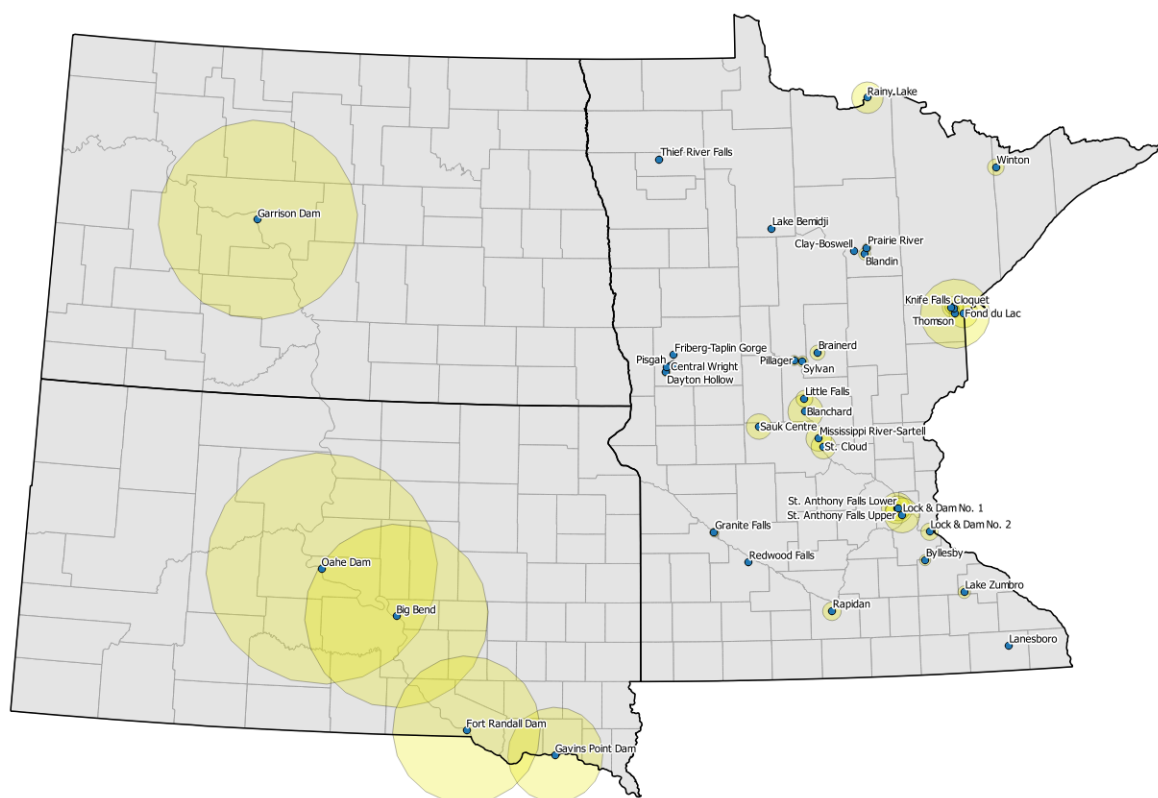 Rainy Lake
Thief River Falls
Winton
Garrison Dam
Lake Bemidji
Prairie River
Clay-Boswell
Blandin
Knife Falls Cloquet
Fond du Lac
Thomson
Brainerd
Friberg-Taplin Gorge
Pisgah
Central Wright
Pillager
Sylvan
Dayton Hollow
Little Falls
Blanchard
Sauk Centre
Mississippi River-Sartell
St. Cloud
St. Anthony Falls Lower
Lock & Dam No. 1
St. Anthony Falls Upper
Lock & Dam No. 2
Granite Falls
Byllesby
Redwood Falls
Oahe Dam
Lake Zumbro
Rapidan
Big Bend
Lanesboro
Fort Randall Dam
Gavins Point Dam